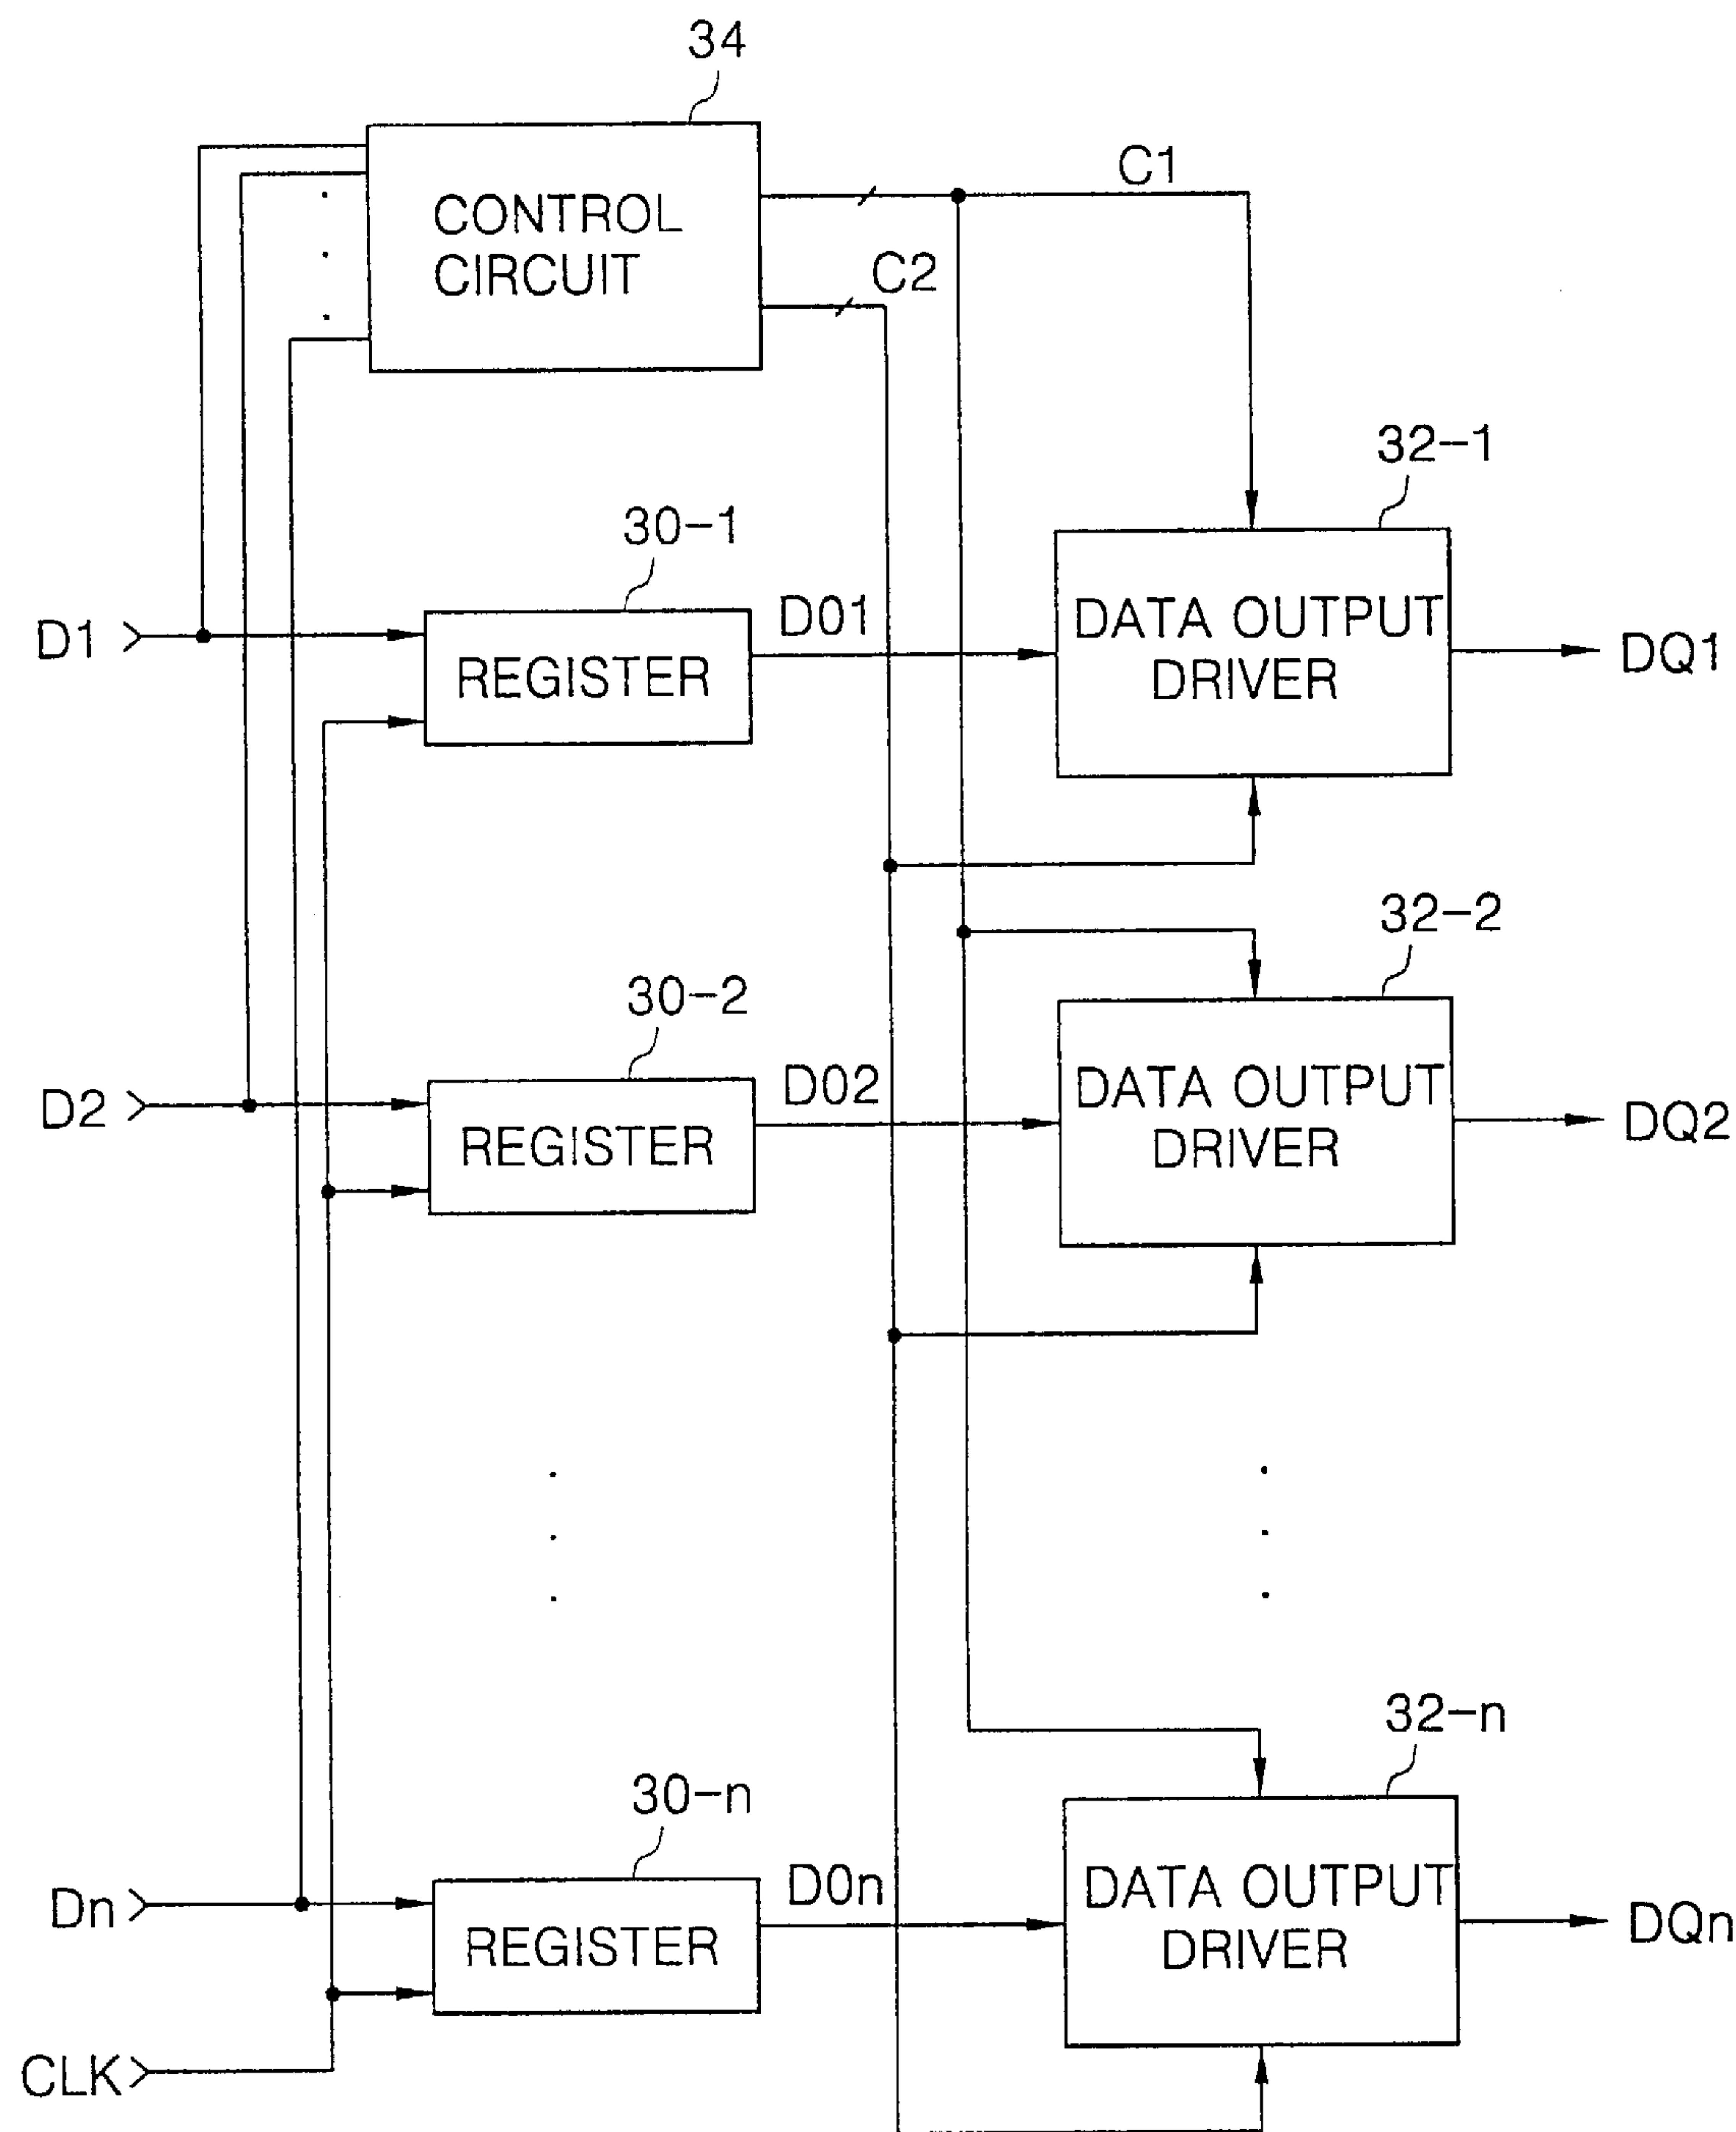 34
CONTROL
CIRCUIT
C1
C2
32-1
30-1
D1
REGISTER
D01
DATA OUTPUT
DRIVER
DQ1
32-2
30-2
D2
REGISTER
D02
DATA OUTPUT
DRIVER
DQ2
32-n
30-n
Dn
REGISTER
D0n
DATA OUTPUT
DRIVER
DQn
CLK